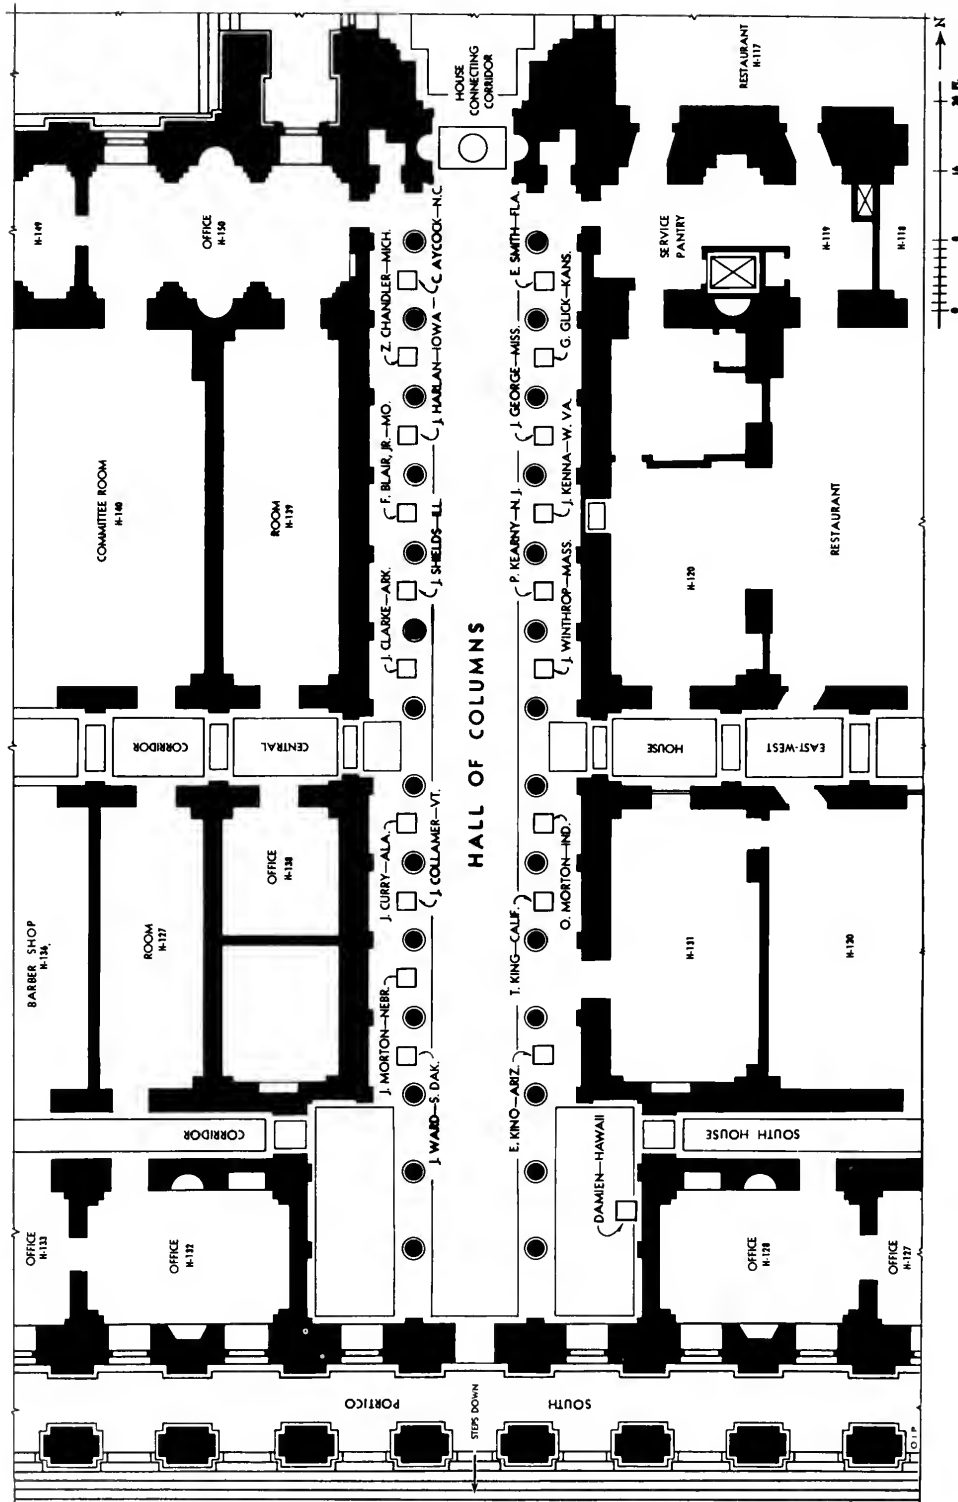 HOUSE
CONNECTING
CORRIDOR
RESTAURANT
H-117
N
H-149
OFFICE
H-150
Z. CHANDLER—MICH.
C. AYCOCK—N.C.
E. SMITH—FLA.
G. GLICK—KANS.
SERVICE
PANTRY
H-119
H-118
COMMITTEE ROOM
H-140
ROOM
H-139
F. BLAIR, JR.—MO.
J. HARLAN—IOWA
J. GEORGE—MISS.
J. KENNA—W. VA.
RESTAURANT
J. CLARKE—ARK.
J. SHIELDS—ILL.
P. KEARNY—N.J.
J. WINTHROP—MASS.
H-120
HALL OF COLUMNS
CORRIDOR
CENTRAL
HOUSE
EAST-WEST
BARBER SHOP
ROOM
H-127
OFFICE
H-138
J. CURRY—ALA.
J. COLLAMER—VT.
T. KING—CALIF.
O. MORTON—IND.
H-131
H-130
J. MORTON—NEBR.
J. WARD—S. DAK.
E. KINO—ARIZ.
DAMIEN—HAWAII
CORRIDOR
SOUTH HOUSE
OFFICE
H-133
OFFICE
H-132
OFFICE
H-128
OFFICE
H-127
PORTICO
SOUTH
STEPS DOWN